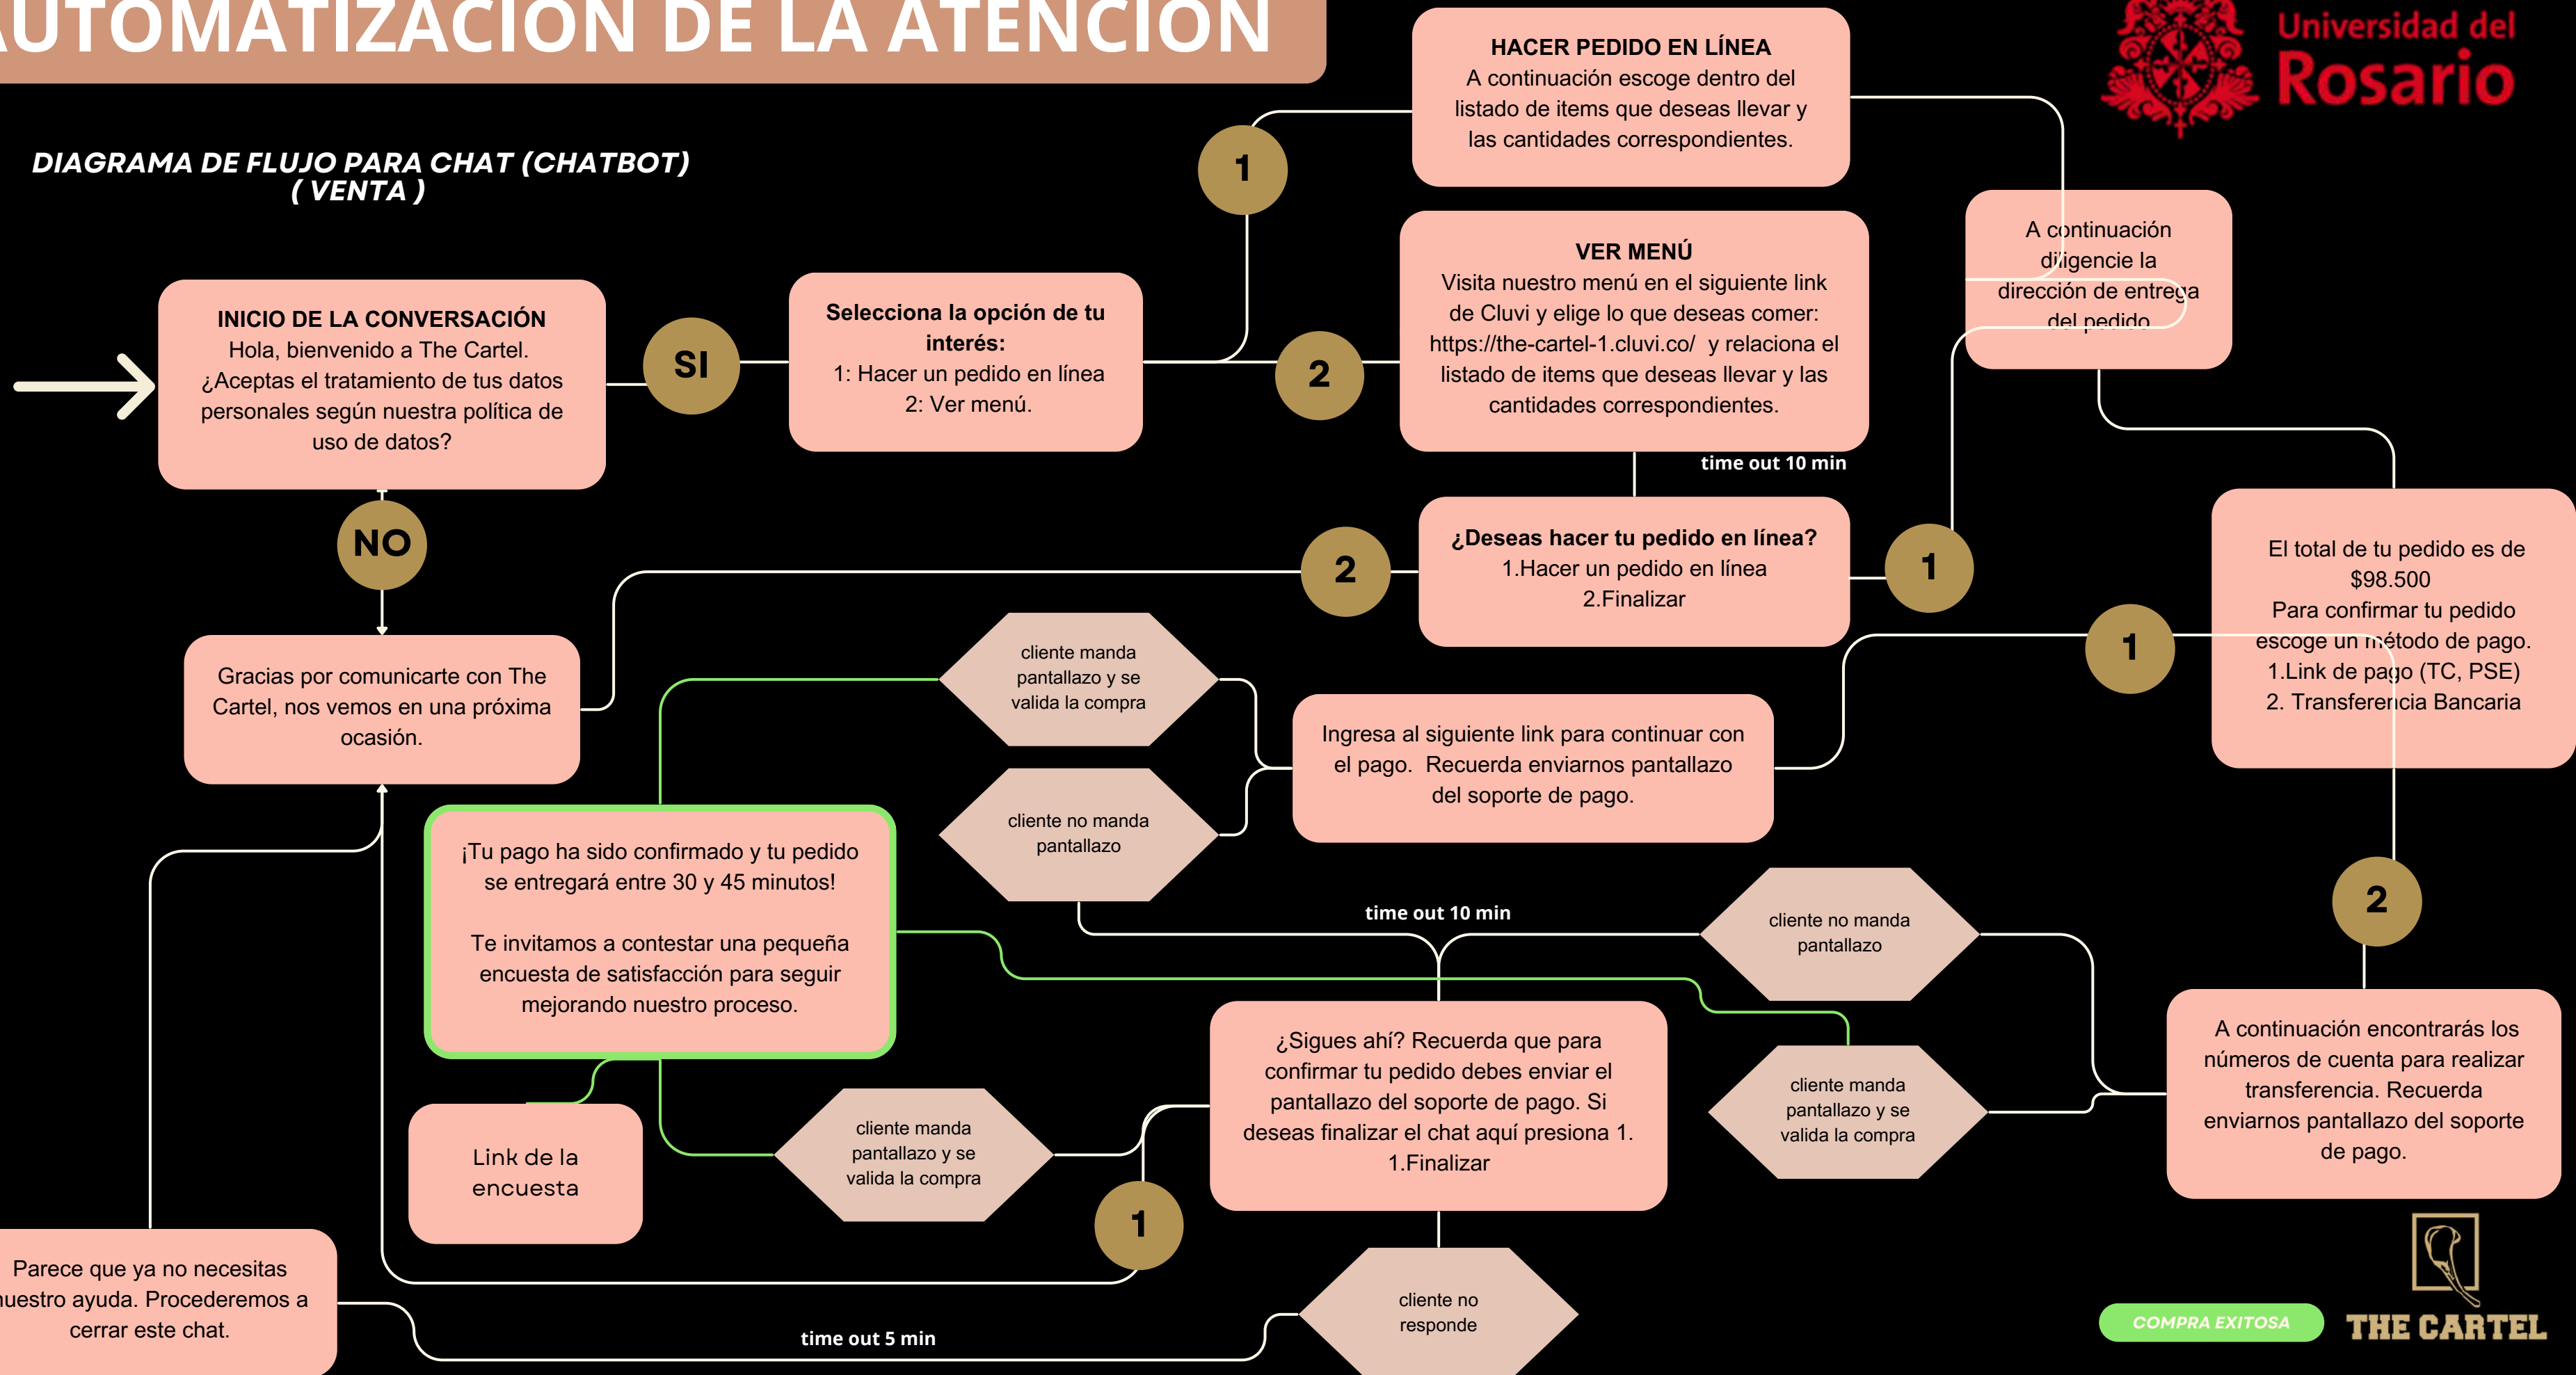 AUTOMATIZACIÓN DE LA ATENCIÓN
Universidad del
Rosario
DIAGRAMA DE FLUJO PARA CHAT (CHATBOT)
( VENTA )
INICIO DE LA CONVERSACIÓN
Hola, bienvenido a The Cartel.
¿Aceptas el tratamiento de tus datos
personales según nuestra política de
uso de datos?
SI
NO
Selecciona la opción de tu
interés:
1: Hacer un pedido en línea
2: Ver menú.
1
HACER PEDIDO EN LÍNEA
A continuación escoge dentro del
listado de items que deseas llevar y
las cantidades correspondientes.
2
VER MENÚ
Visita nuestro menú en el siguiente link
de Cluvi y elige lo que deseas comer:
https://the-cartel-1.cluvi.co/ y relaciona el
listado de items que deseas llevar y las
cantidades correspondientes.
time out 10 min
A continuación
diligencie la
dirección de entrega
del pedido
¿Deseas hacer tu pedido en línea?
1.Hacer un pedido en línea
2.Finalizar
2
1
Gracias por comunicarte con The
Cartel, nos vemos en una próxima
ocasión.
El total de tu pedido es de
$98.500
Para confirmar tu pedido
escoge un método de pago.
1.Link de pago (TC, PSE)
2. Transferencia Bancaria
1
Ingresa al siguiente link para continuar con
el pago. Recuerda enviarnos pantallazo
del soporte de pago.
cliente manda
pantallazo y se
valida la compra
cliente no manda
pantallazo
¡Tu pago ha sido confirmado y tu pedido
se entregará entre 30 y 45 minutos!
Te invitamos a contestar una pequeña
encuesta de satisfacción para seguir
mejorando nuestro proceso.
time out 10 min
cliente no manda
pantallazo
2
A continuación encontrarás los
números de cuenta para realizar
transferencia. Recuerda
enviarnos pantallazo del soporte
de pago.
cliente manda
pantallazo y se
valida la compra
¿Sigues ahí? Recuerda que para
confirmar tu pedido debes enviar el
pantallazo del soporte de pago. Si
deseas finalizar el chat aquí presiona 1.
1.Finalizar
cliente manda
pantallazo y se
valida la compra
1
Link de la
encuesta
Parece que ya no necesitas
nuestro ayuda. Procederemos a
cerrar este chat.
time out 5 min
cliente no
responde
COMPRA EXITOSA
THE CARTEL